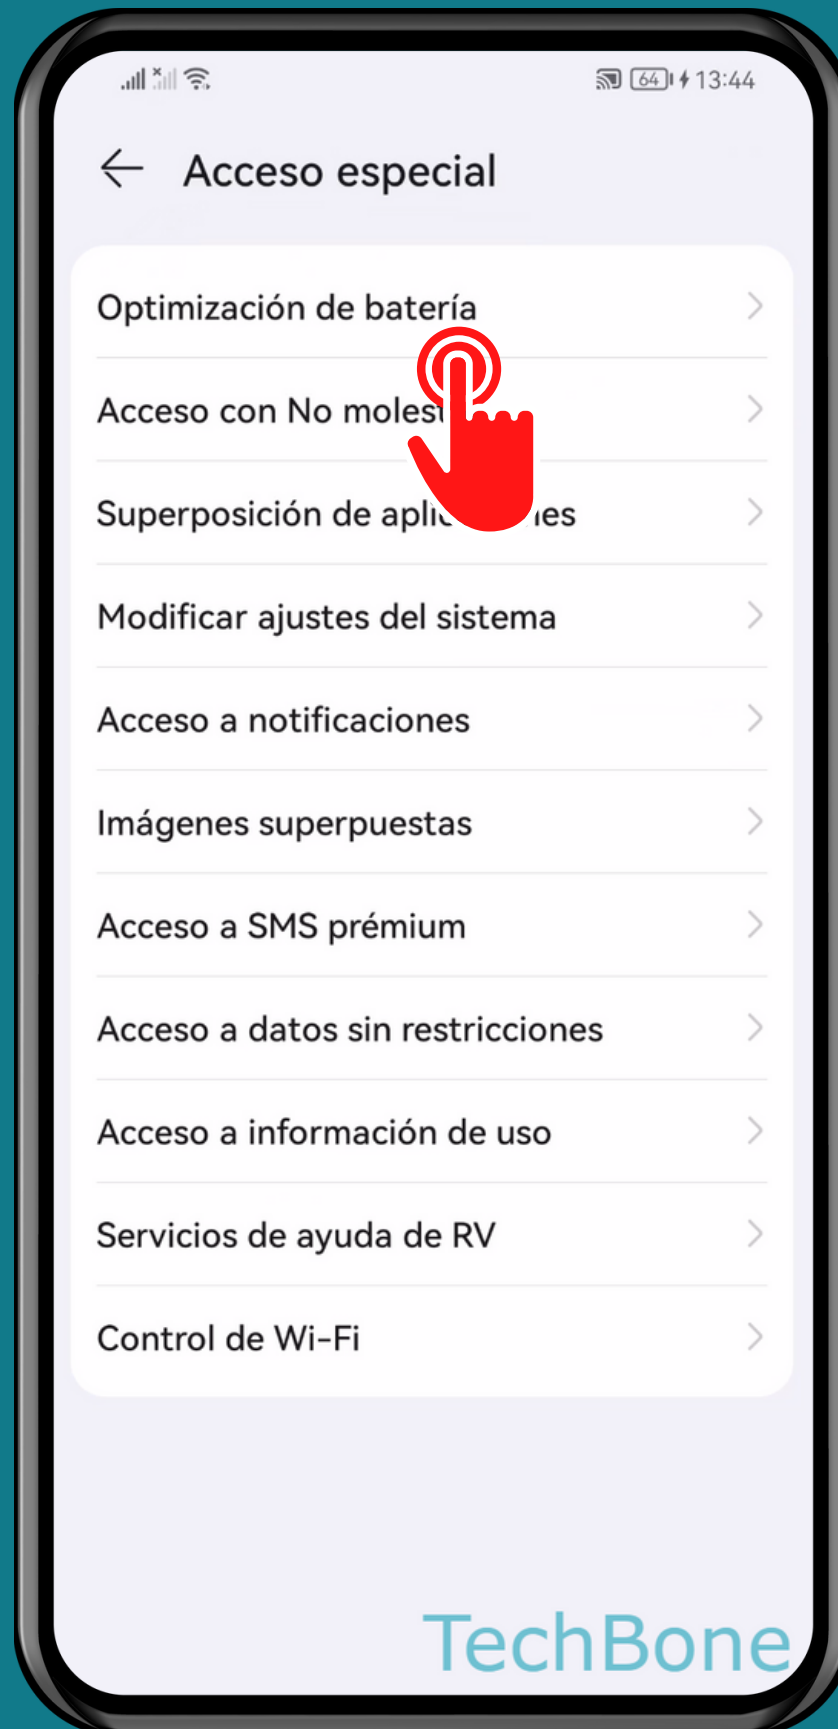 64 13:44
Acceso especial
Optimización de batería
Acceso con No
Superposición de
Modificar ajustes del sistema
Acceso a notificaciones
Imágenes superpuestas
Acceso a SMS prémium
Acceso a datos sin restricciones
Acceso a información de uso
Servicios de ayuda de RV
Control de Wi-Fi
TechBone